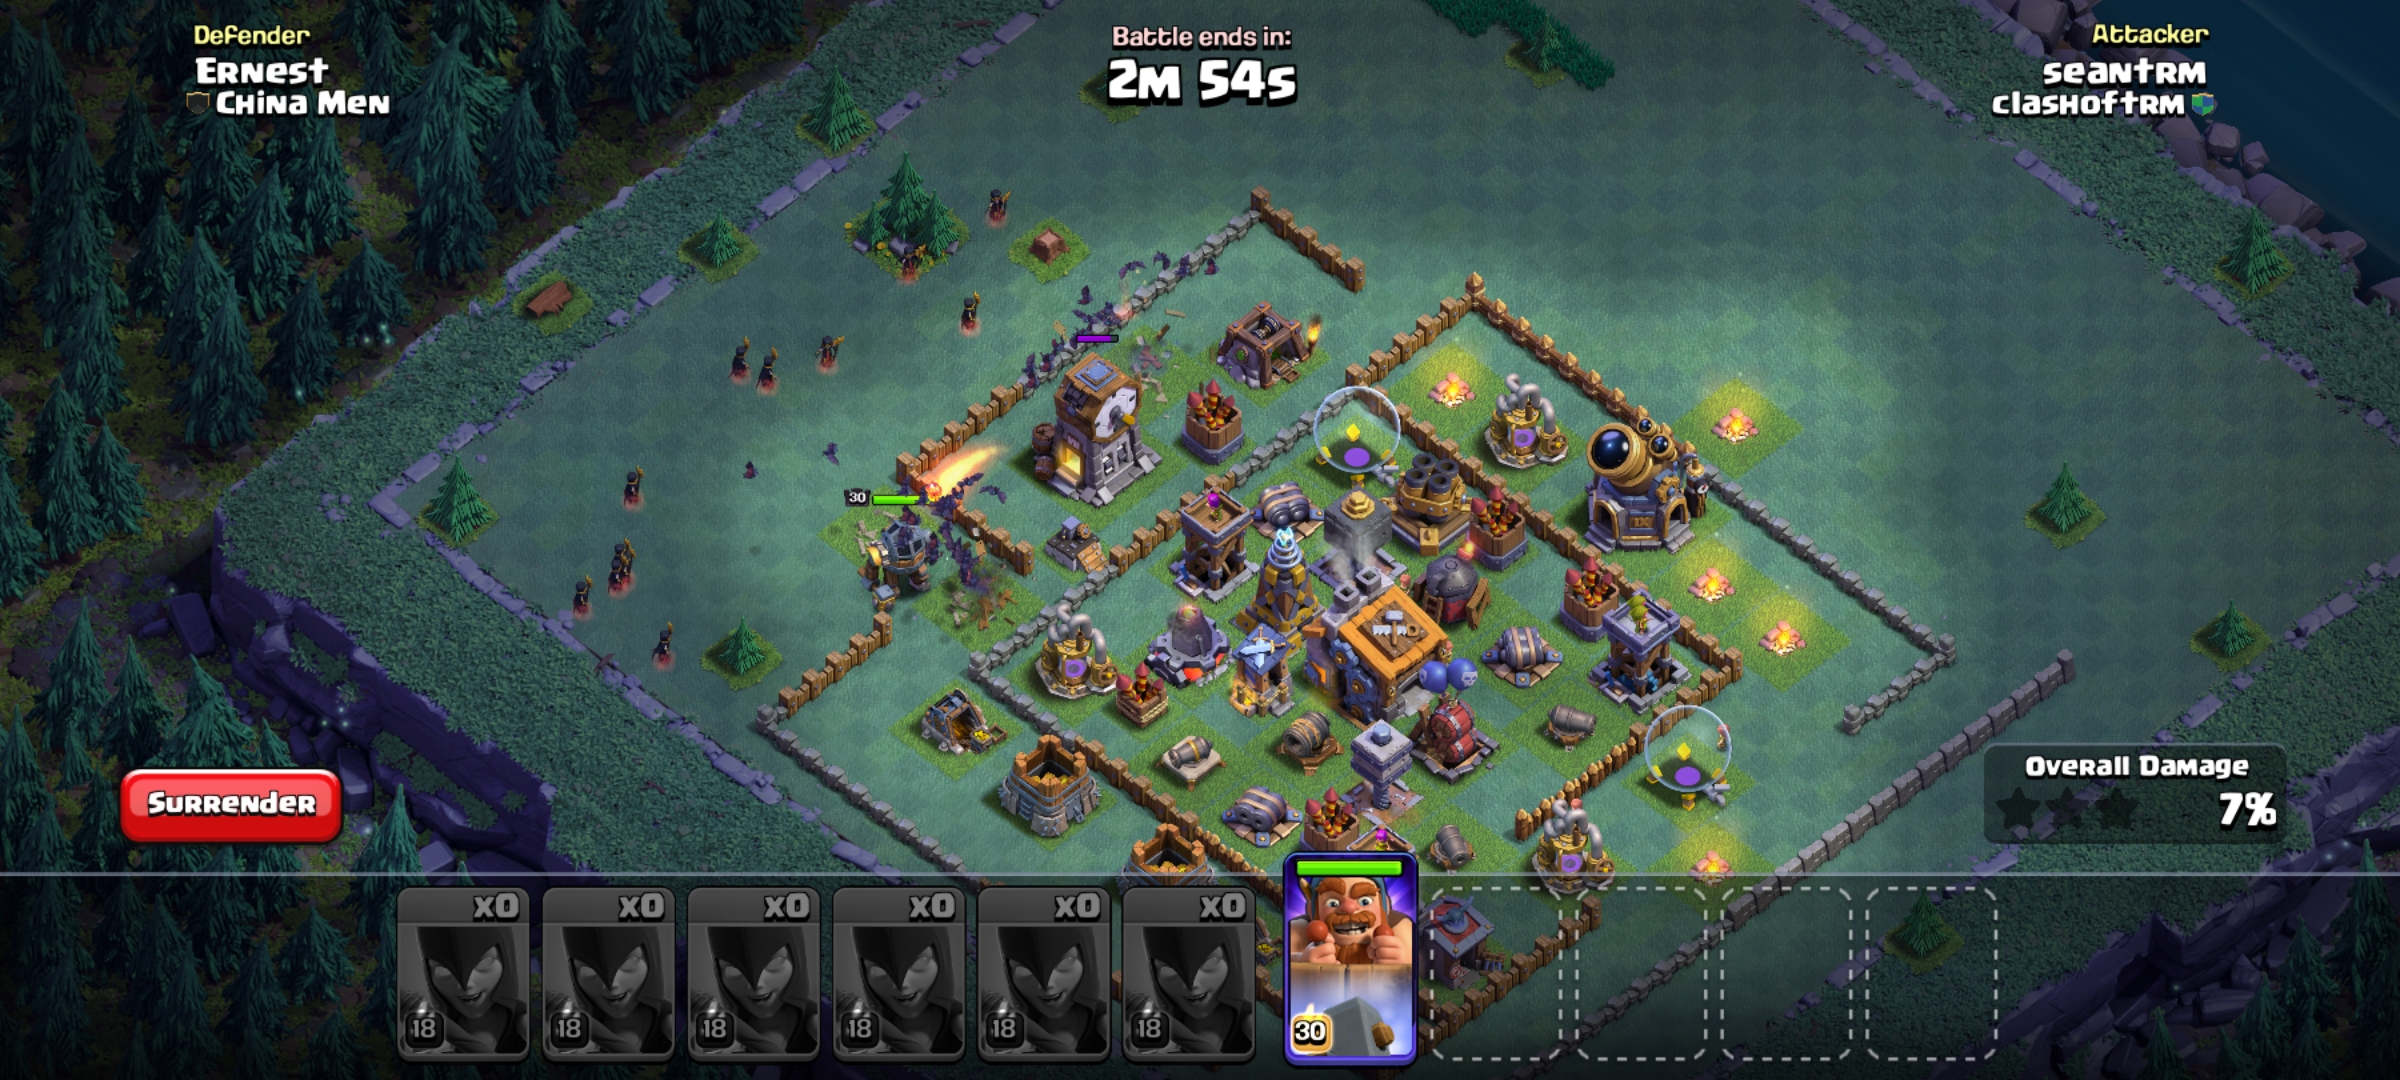 Defender
Ernest
China Men
Battle ends in:
2M 54s
Attacker
seantrm
clashoftrm
30
Surrender
Overall Damage
7%
x0
x0
x0
x0
x0
x0
18
18
18
18
18
18
30